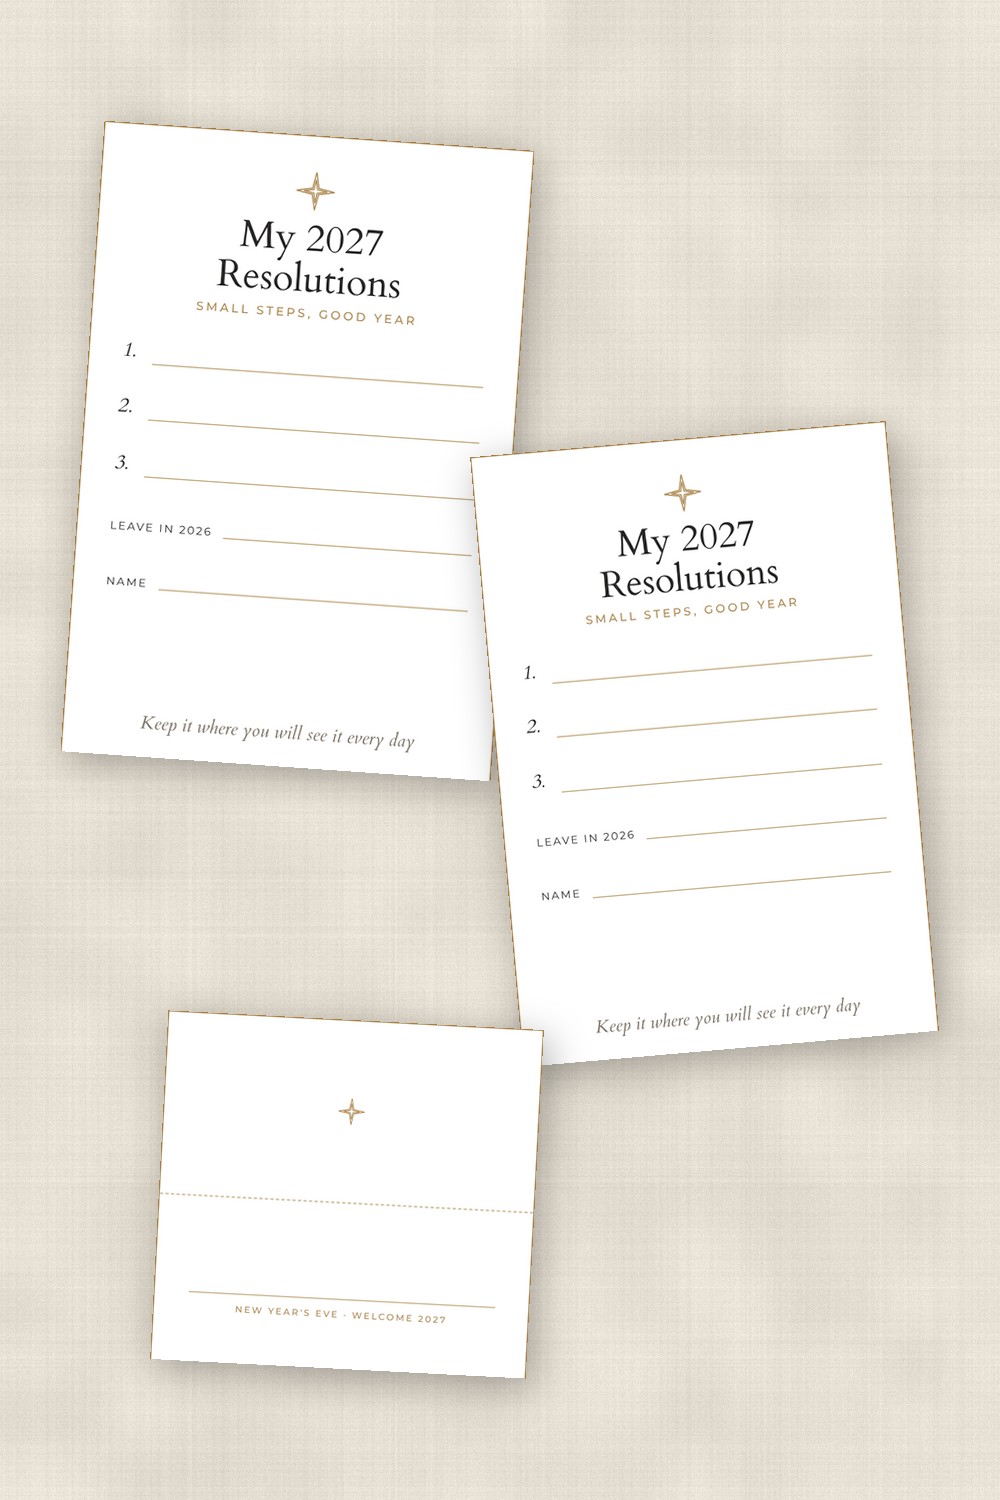 My 2027
Resolutions
SMALL STEPS, GOOD YEAR
1.
2.
3.
LEAVE IN 2026
NAME
Keep it where you will see it every day
My 2027
Resolutions
SMALL STEPS, GOOD YEAR
1.
2.
3.
LEAVE IN 2026
NAME
Keep it where you will see it every day
NEW YEAR'S EVE · WELCOME 2027